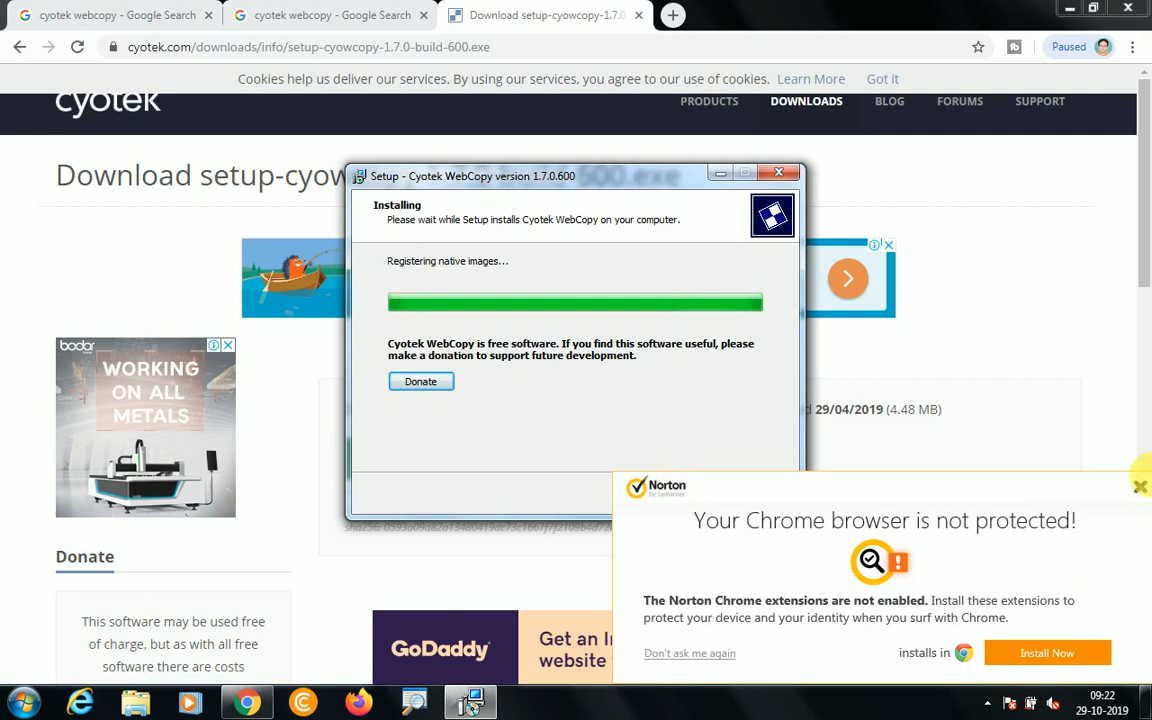 cyotek webcopy - Google Search
cyotek webcopy - Google Search
Download setup-cyowcopy-1.7.0
cyotek.com/downloads/info/setup-cyowcopy-1.7.0-build-600.exe
Paused
Cookies help us deliver our services. By using our services, you agree to our use of cookies. Learn More Got it
cyotek
PRODUCTS DOWNLOADS BLOG FORUMS SUPPORT
Download setup-cyow
600.exe
Setup - Cyotek WebCopy version 1.7.0.600
Installing
Please wait while Setup installs Cyotek WebCopy on your computer.
Registering native images...
Cyotek WebCopy is free software. If you find this software useful, please
make a donation to support future development.
Donate
bodor
WORKING
ON ALL
METALS
29/04/2019 (4.48 MB)
Donate
This software may be used free
of charge, but as with all free
software there are costs
GoDaddy
Get an
website
Norton
by Symantec
Your Chrome browser is not protected!
The Norton Chrome extensions are not enabled. Install these extensions to
protect your device and your identity when you surf with Chrome.
Don't ask me again
installs in
Install Now
09:22
29-10-2019